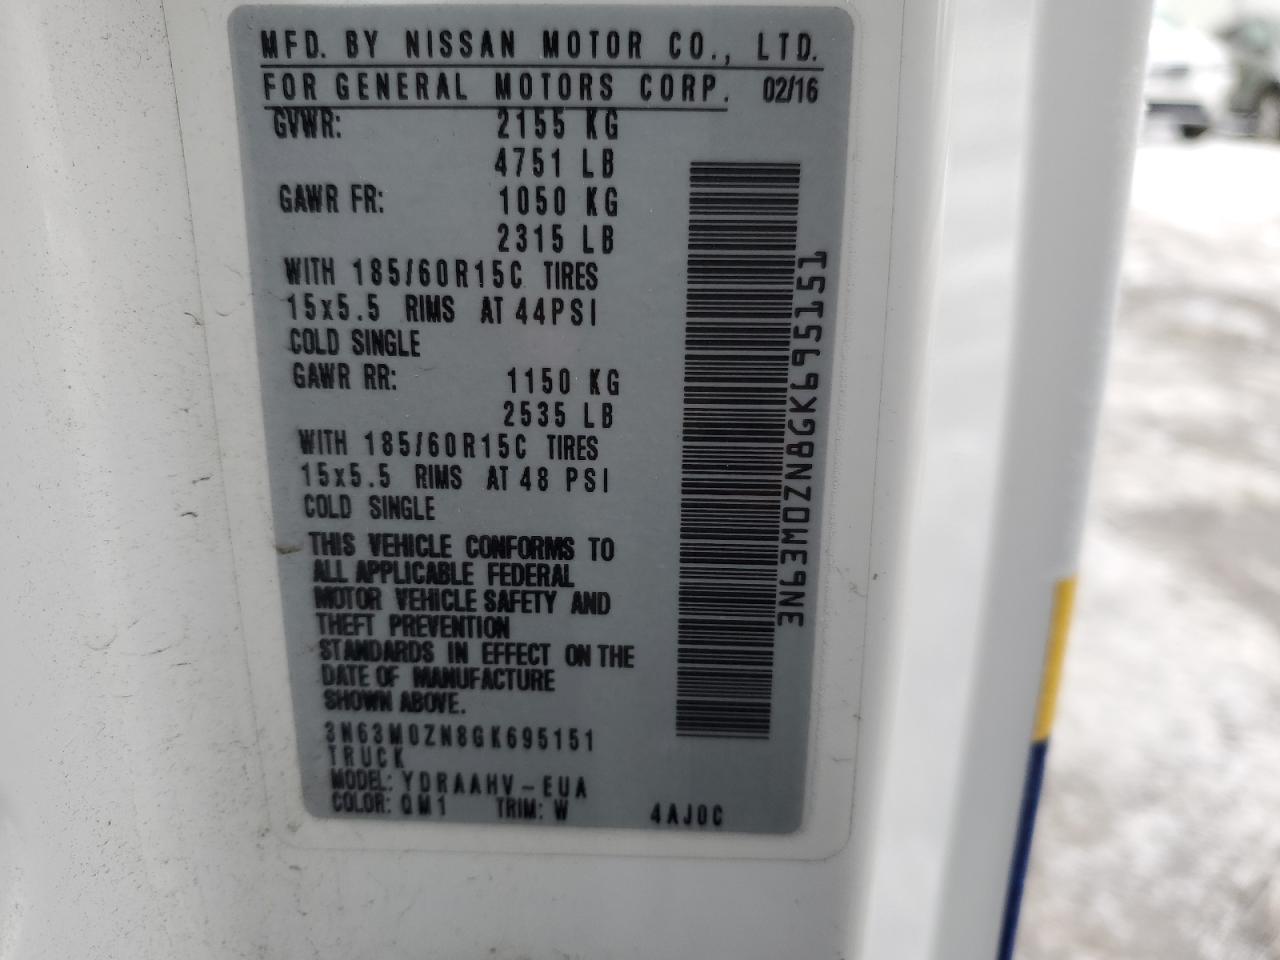 MFD. BY NISSAN MOTOR CO., LTD.
FOR GENERAL MOTORS CORP. 02/16
GVWR: 2155 KG
4751 LB
GAWR FR: 1050 KG
2315 LB
WITH 185/60R15C TIRES
15x5.5 RIMS AT 44PSI
COLD SINGLE
GAWR RR: 1150 KG
2535 LB
WITH 185/60R15C TIRES
15x5.5 RIMS AT 48 PSI
COLD SINGLE
THIS VEHICLE CONFORMS TO
ALL APPLICABLE FEDERAL
MOTOR VEHICLE SAFETY AND
THEFT PREVENTION
STANDARDS IN EFFECT ON THE
DATE OF MANUFACTURE
SHOWN ABOVE.
3N63M0ZN8GK695151
TRUCK
MODEL: YDRAAHV-EUA
COLOR: QM1 TRIM: W 4AJ0C
3N63M0ZN8GK695151